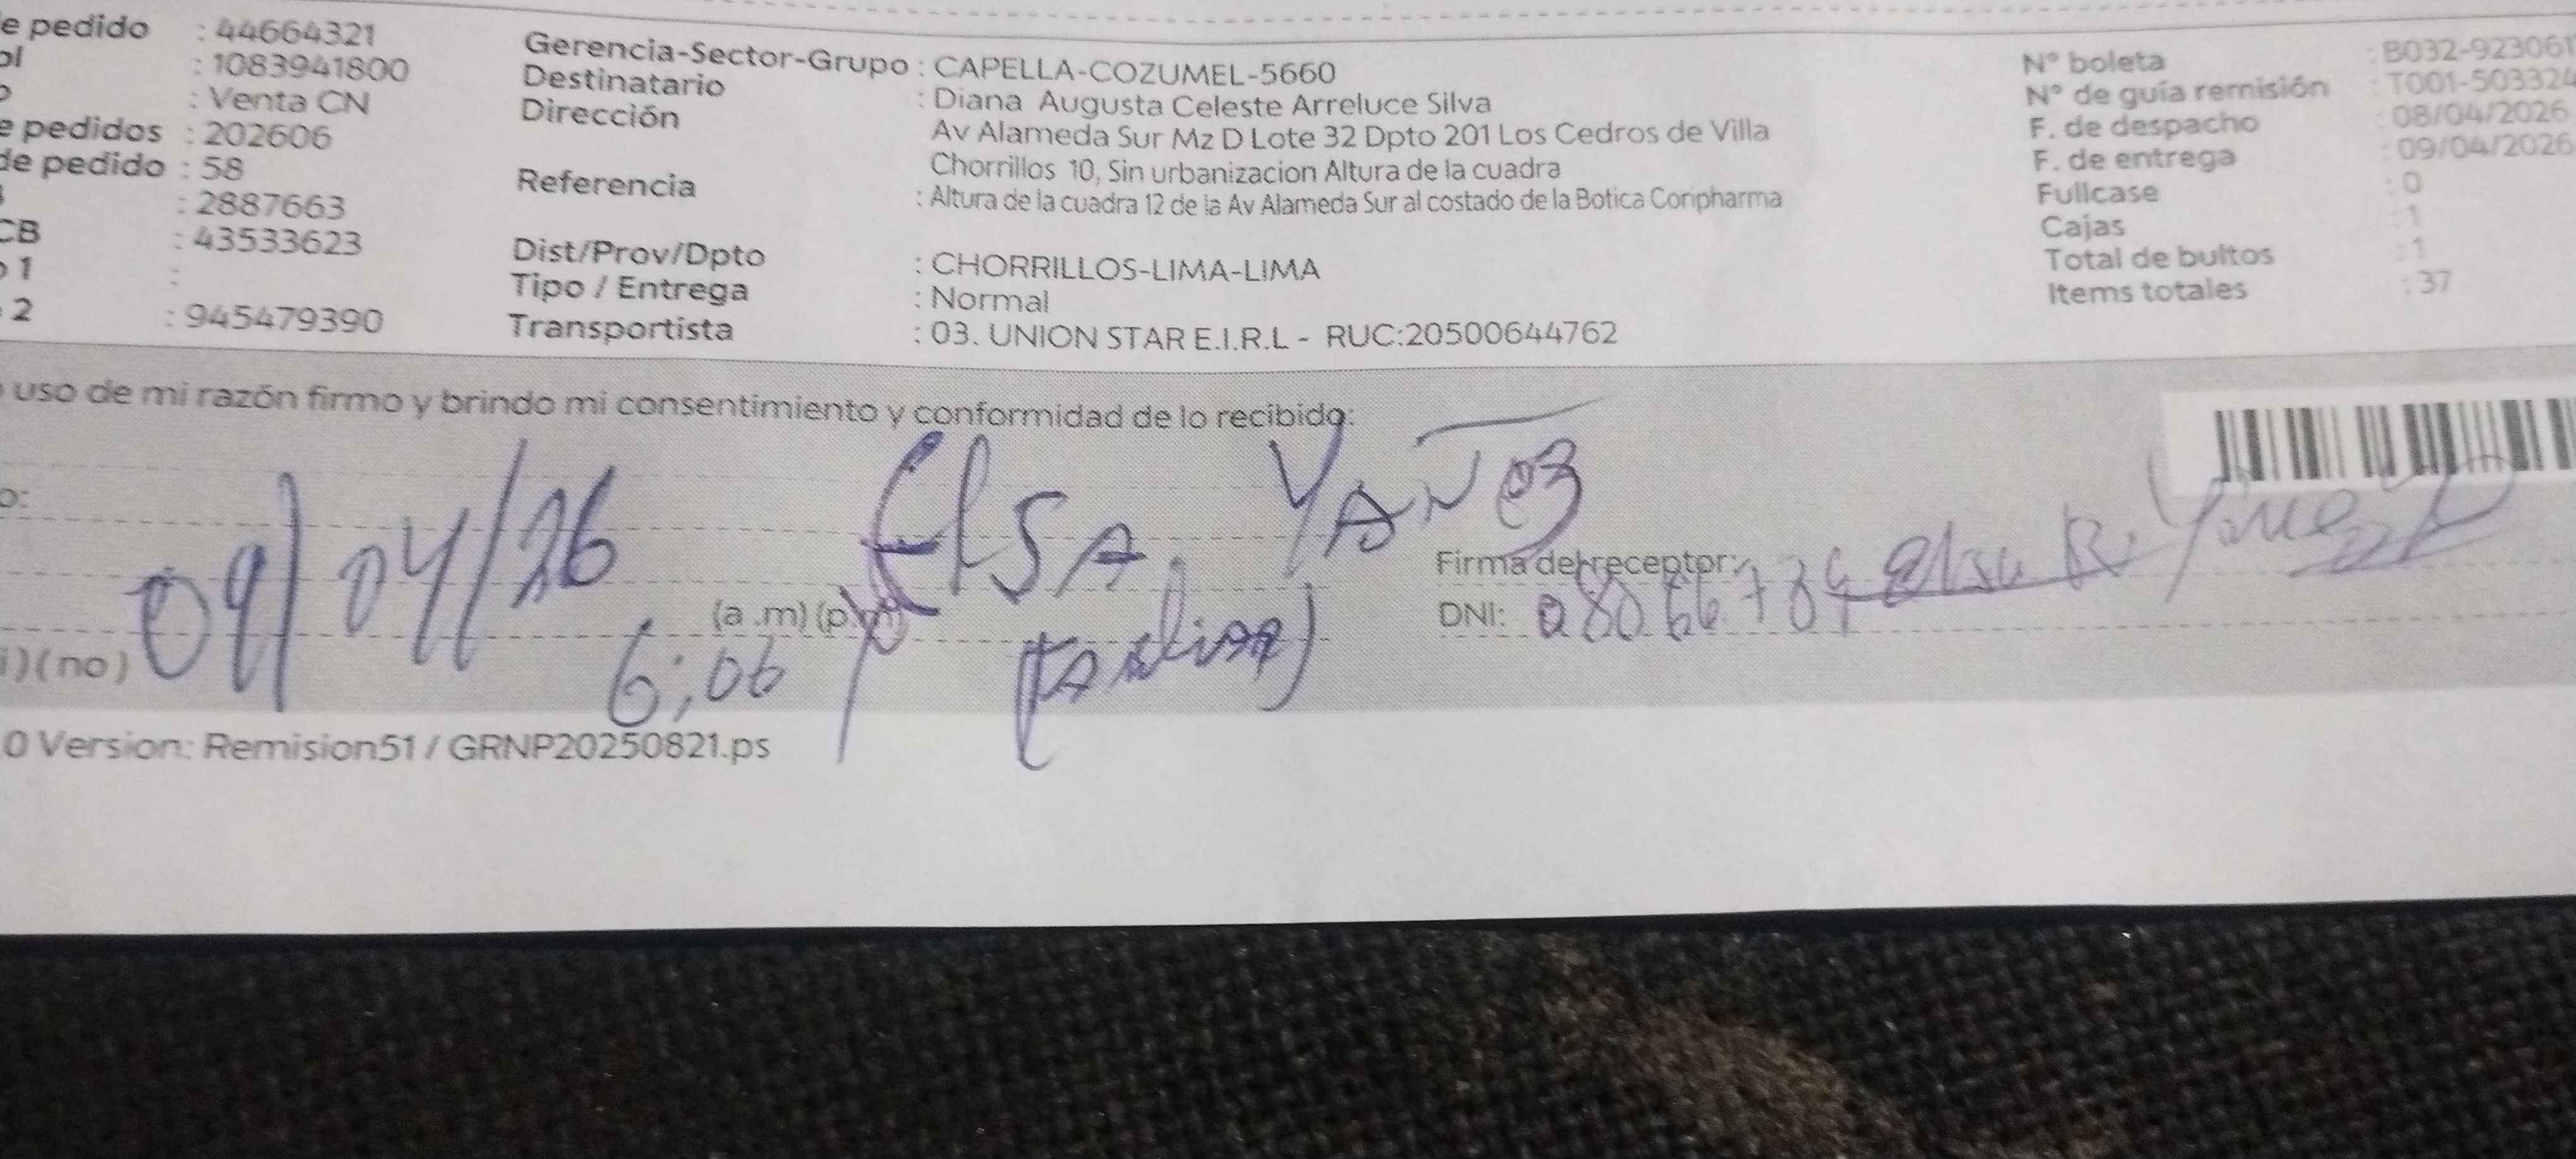 e pedido : 44664321
ol : 1083941800
o : Venta CN
e pedidos : 202606
de pedido : 58
: 2887663
CB : 43533623
o 1 :
2 : 945479390
Gerencia-Sector-Grupo : CAPELLA-COZUMEL-5660
Destinatario : Diana Augusta Celeste Arreluce Silva
Dirección
Av Alameda Sur Mz D Lote 32 Dpto 201 Los Cedros de Villa
Chorrillos 10, Sin urbanizacion Altura de la cuadra
Referencia : Altura de la cuadra 12 de la Av Alameda Sur al costado de la Botica Coripharma
Dist/Prov/Dpto : CHORRILLOS-LIMA-LIMA
Tipo / Entrega : Normal
Transportista : 03. UNION STAR E.I.R.L - RUC:20500644762
N° boleta : B032-923061
N° de guía remisión : T001-503324
F. de despacho : 08/04/2026
F. de entrega : 09/04/2026
Fullcase : 0
Cajas : 1
Total de bultos : 1
Items totales : 37
uso de mi razón firmo y brindo mi consentimiento y conformidad de lo recibido:
o:
09/04/26
Elsa
(a .m) (p.m)
6:06
Firma del receptor:
DNI:
i) (no)
0 Version: Remision51 / GRNP20250821.ps